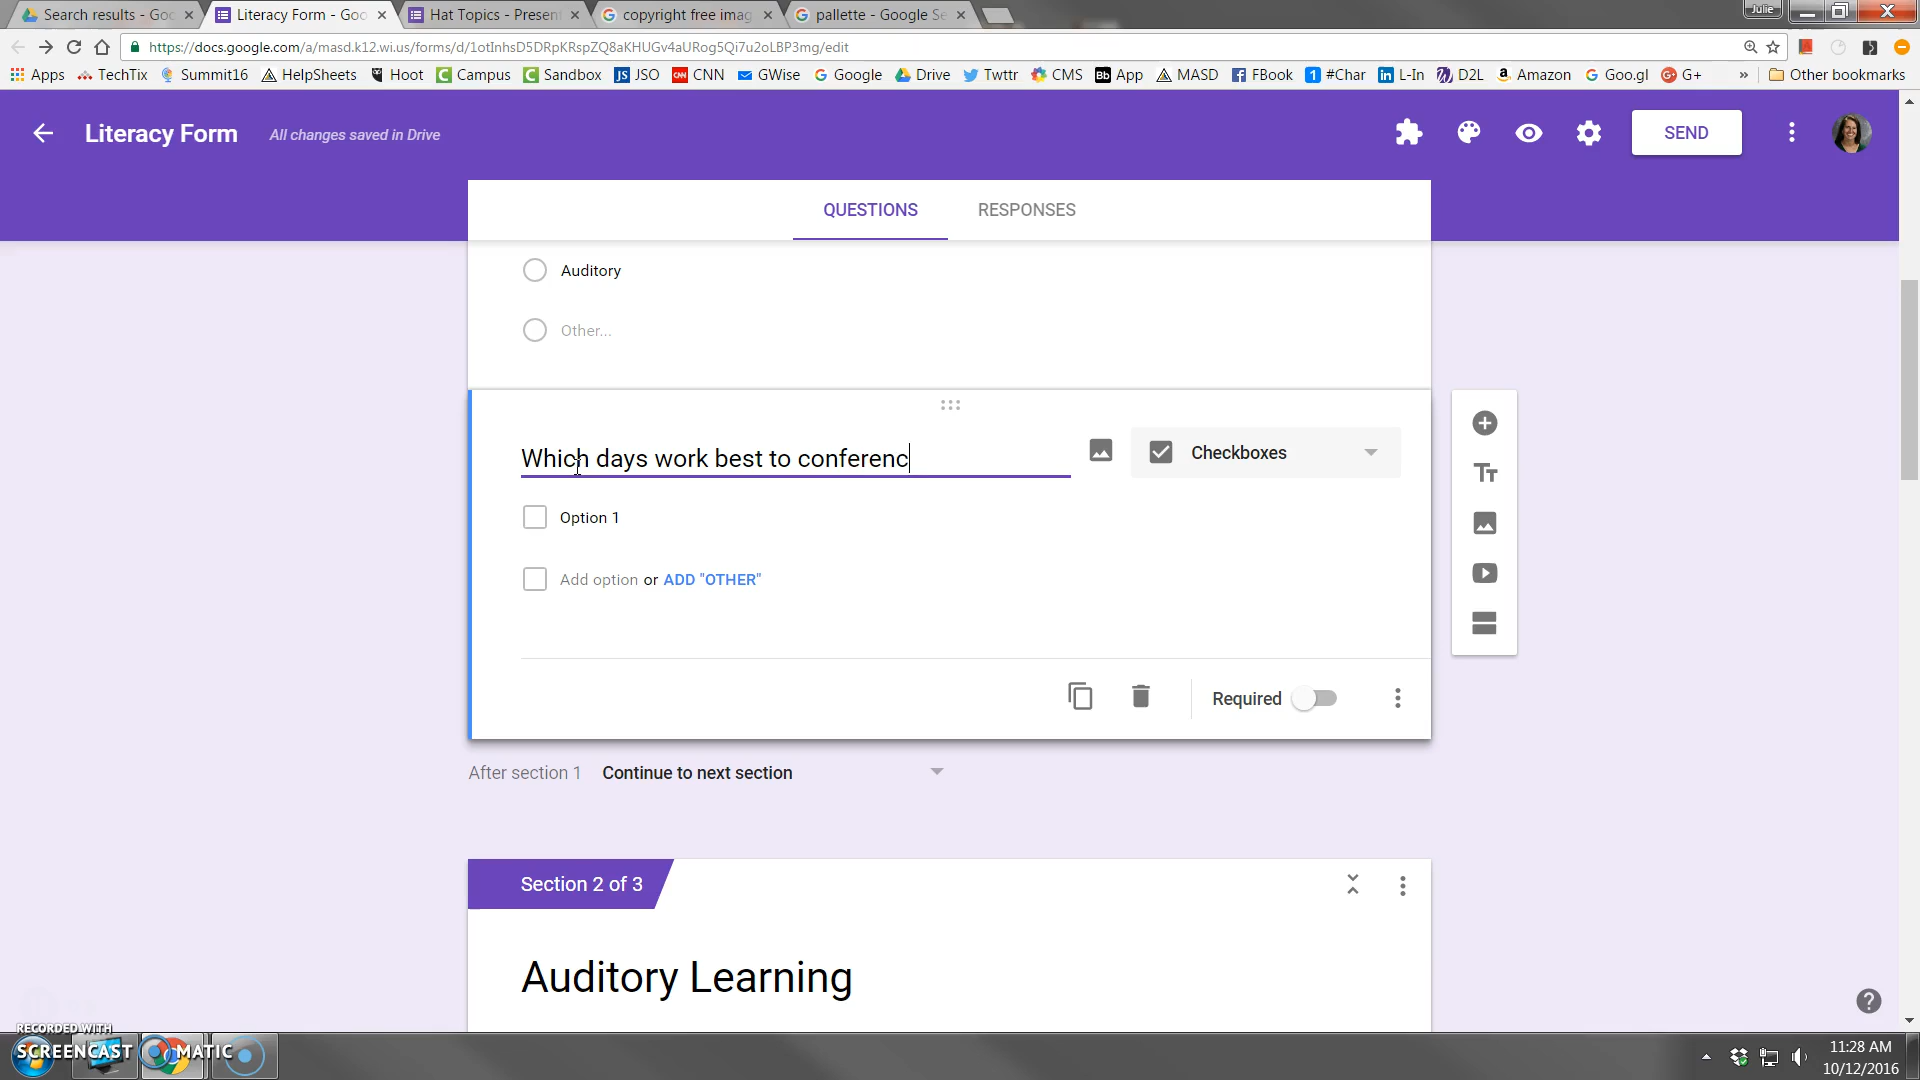 Search results - Goo
Literacy Form - Goo
Hat Topics - Present
copyright free imag
pallette - Google Se
Julie
https://docs.google.com/a/masd.k12.wi.us/forms/d/1otInhsD5DRpKRspZQ8aKHUGv4aURog5Qi7u2oLBP3mg/edit
Apps TechTix Summit16 HelpSheets Hoot Campus Sandbox JSO CNN GWise Google Drive Twttr CMS App MASD FBook #Char L-In D2L Amazon Goo.gl G+ » Other bookmarks
Literacy Form All changes saved in Drive SEND
QUESTIONS RESPONSES
Auditory
Other...
Which days work best to conferenc
Checkboxes
Option 1
Add option or ADD "OTHER"
Required
After section 1 Continue to next section
Section 2 of 3
Auditory Learning
RECORDED WITH
SCREENCAST MATIC
11:28 AM
10/12/2016